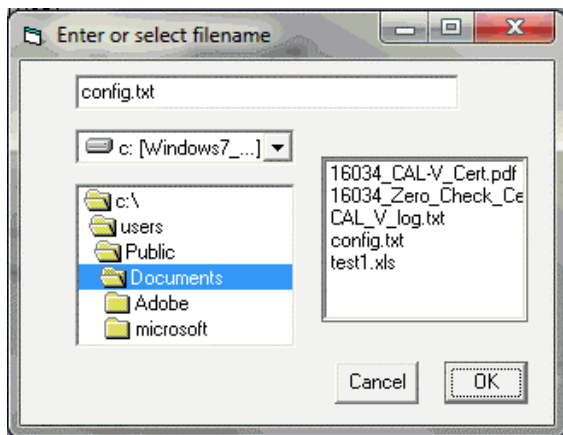 Enter or select filename
config.txt
c: [Windows7_...]
c:\
users
Public
Documents
Adobe
microsoft
16034_CAL-V_Cert.pdf
16034_Zero_Check_Ce
CAL_V_log.txt
config.txt
test1.xls
Cancel
OK